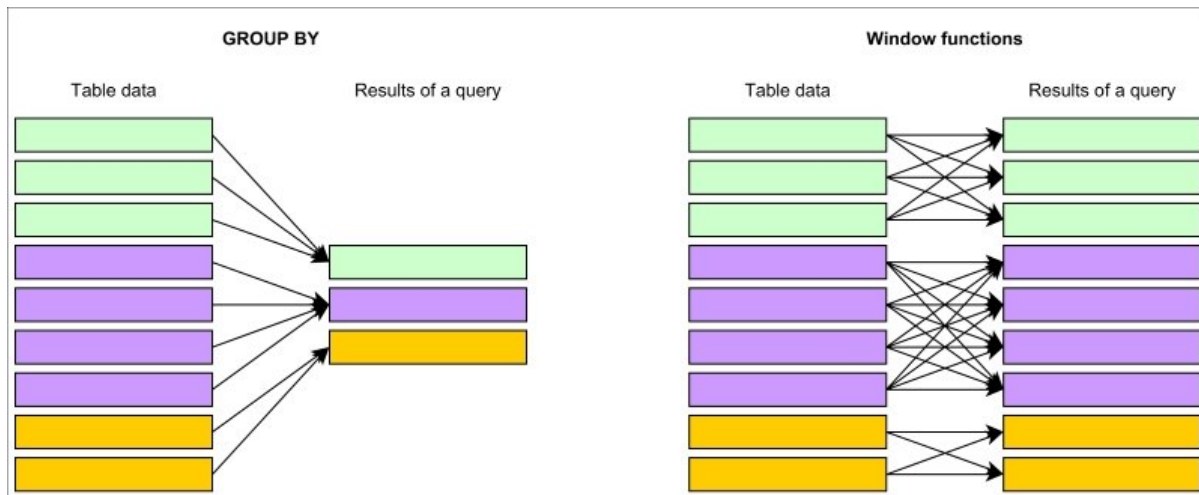 GROUP BY
Table data
Results of a query
Window functions
Table data
Results of a query